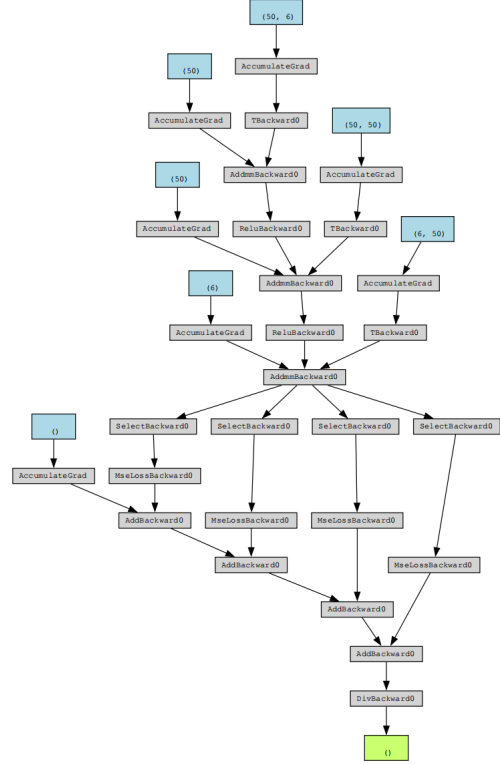 (50, 6)
AccumulateGrad
(50)
AccumulateGrad
TBackward0
(50, 50)
AddmmBackward0
AccumulateGrad
(50)
AccumulateGrad
ReluBackward0
TBackward0
(6, 50)
AddmmBackward0
AccumulateGrad
(6)
AccumulateGrad
ReluBackward0
TBackward0
AddmmBackward0
SelectBackward0
SelectBackward0
SelectBackward0
SelectBackward0
()
AccumulateGrad
MseLossBackward0
AddBackward0
MseLossBackward0
MseLossBackward0
AddBackward0
MseLossBackward0
AddBackward0
AddBackward0
DivBackward0
()